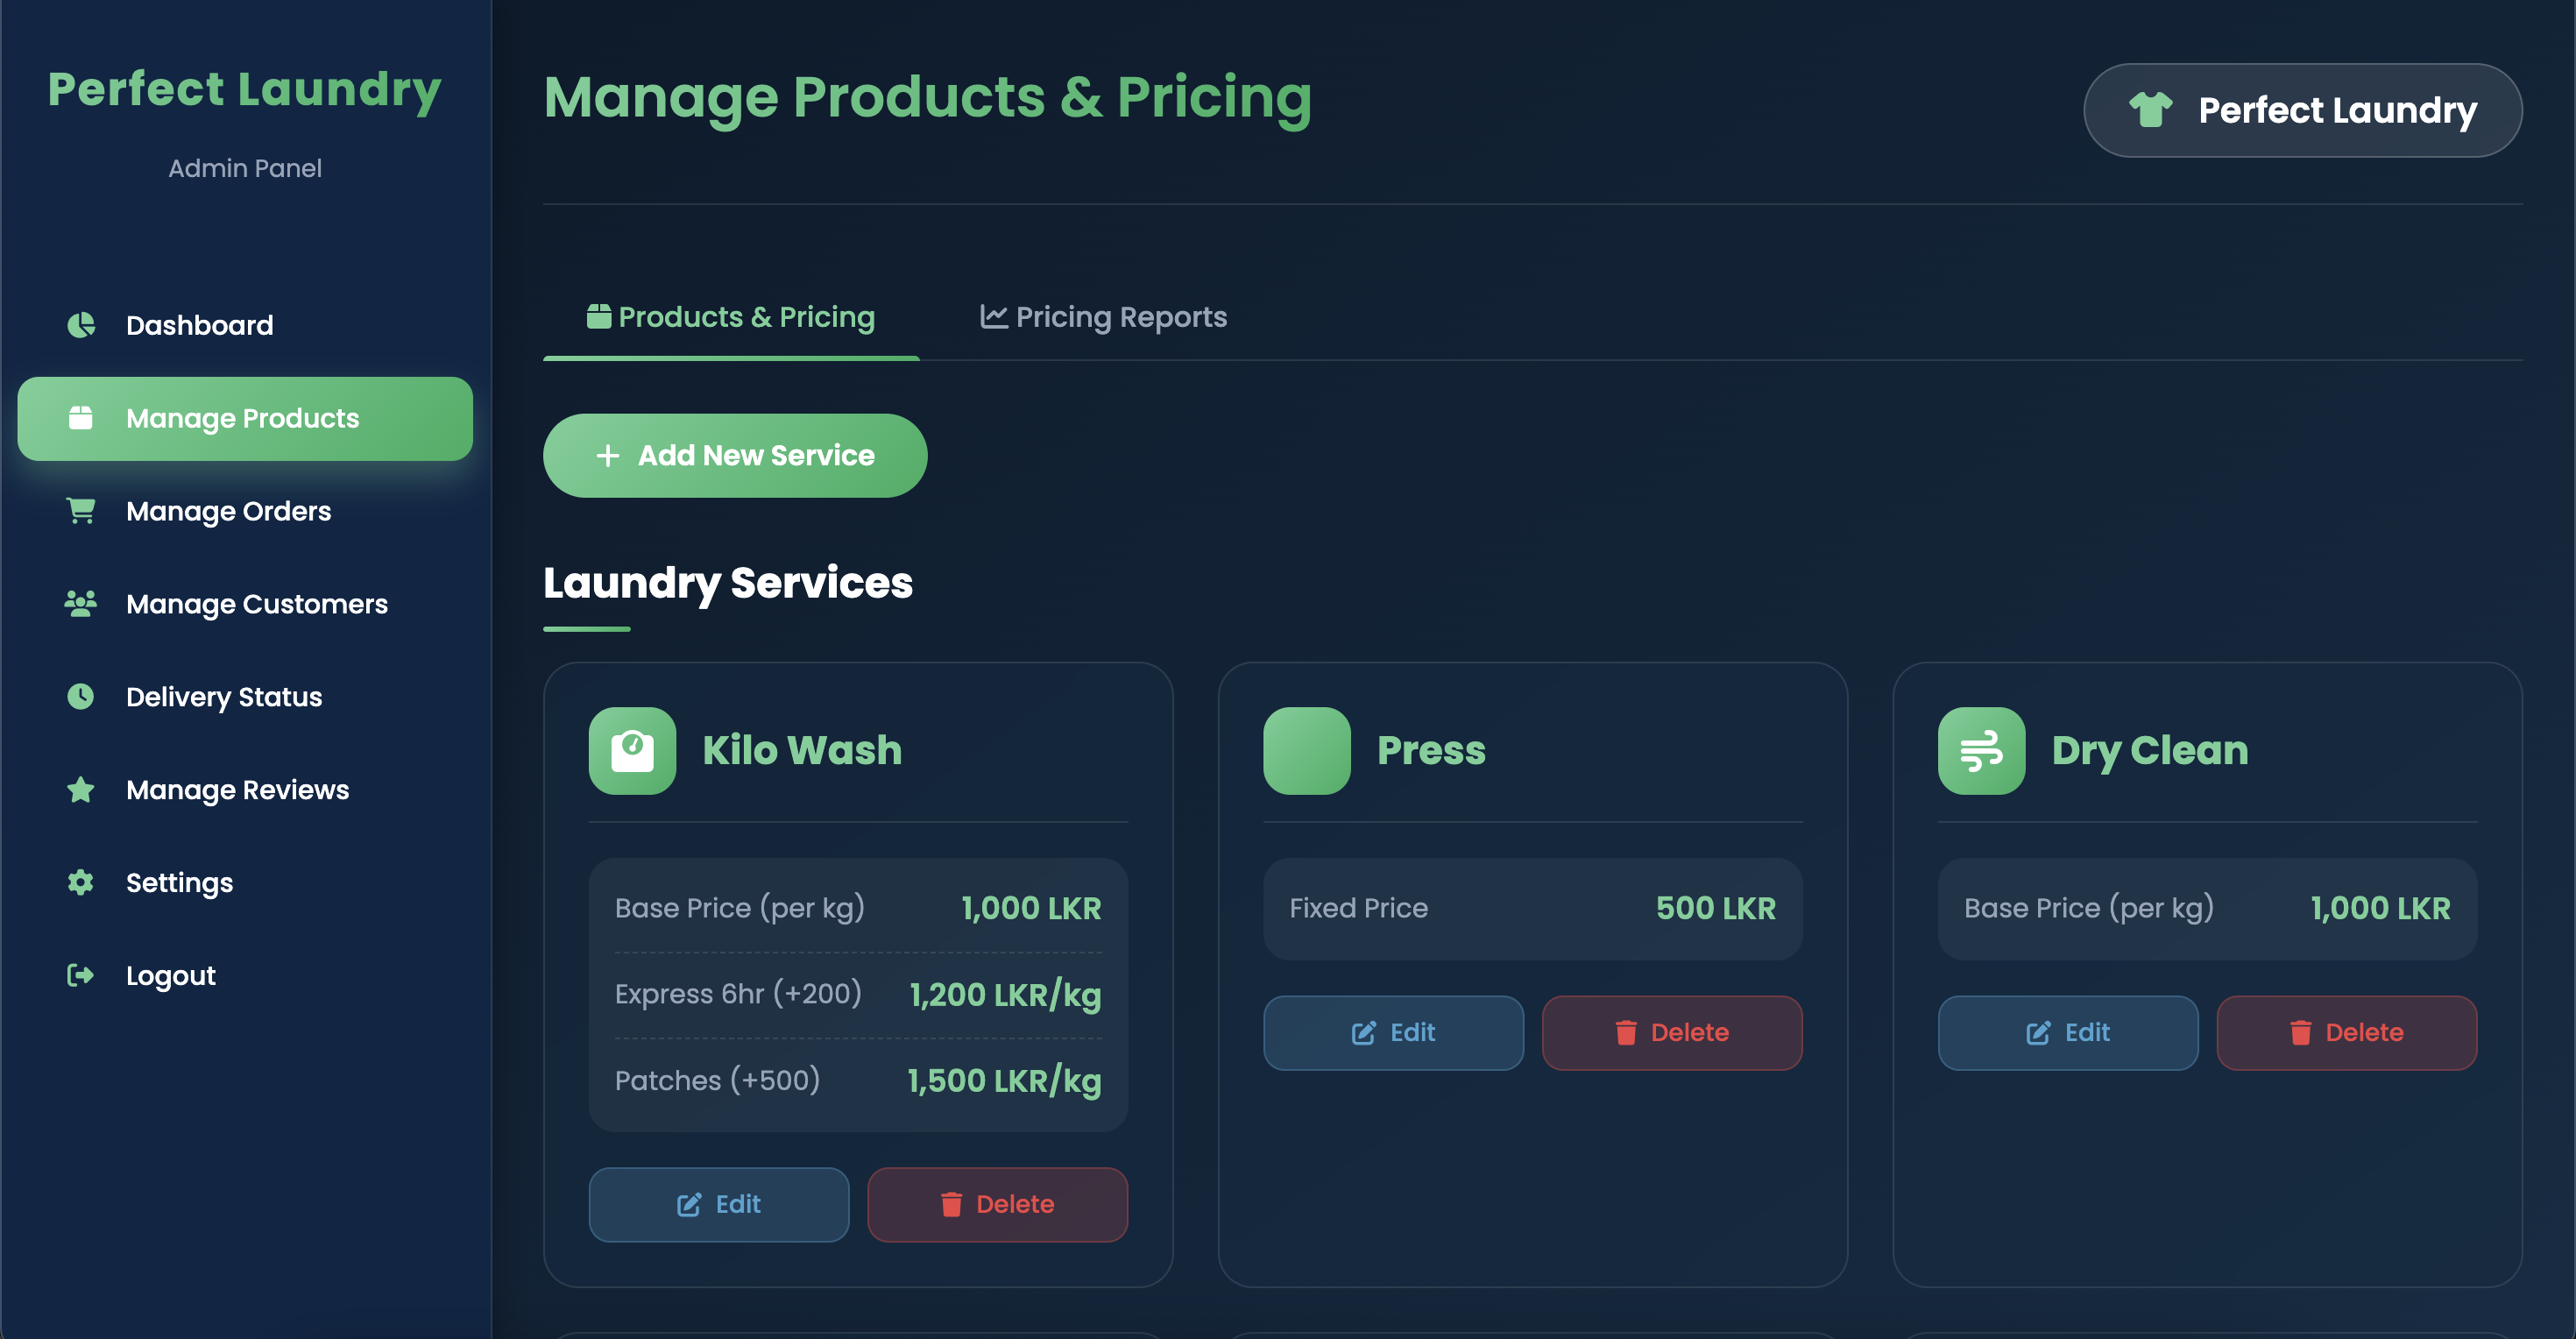 Perfect Laundry
Admin Panel
Dashboard
Manage Products
Manage Orders
Manage Customers
Delivery Status
Manage Reviews
Settings
Logout
Manage Products & Pricing
Perfect Laundry
Products & Pricing
Pricing Reports
Add New Service
Laundry Services
Kilo Wash
Base Price (per kg) 1,000 LKR
Express 6hr (+200) 1,200 LKR/kg
Patches (+500) 1,500 LKR/kg
Edit
Delete
Press
Fixed Price 500 LKR
Edit
Delete
Dry Clean
Base Price (per kg) 1,000 LKR
Edit
Delete